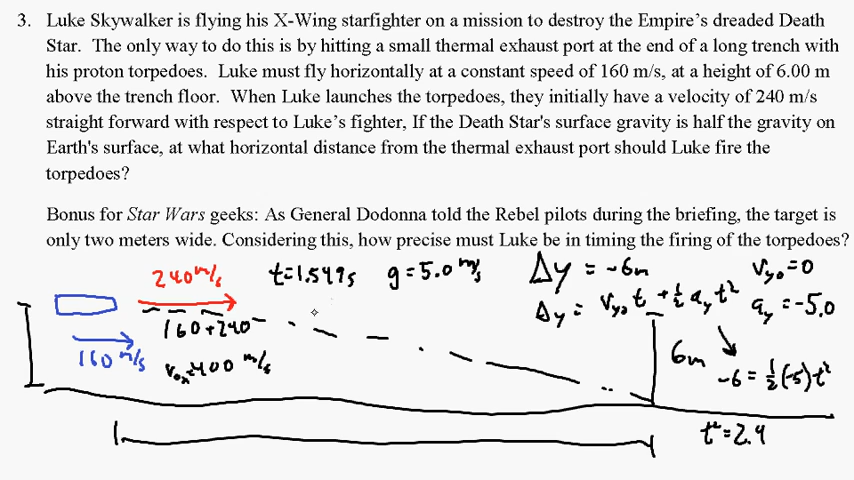 3. Luke Skywalker is flying his X-Wing starfighter on a mission to destroy the Empire's dreaded Death
Star. The only way to do this is by hitting a small thermal exhaust port at the end of a long trench with
his proton torpedoes. Luke must fly horizontally at a constant speed of 160 m/s, at a height of 6.00 m
above the trench floor. When Luke launches the torpedoes, they initially have a velocity of 240 m/s
straight forward with respect to Luke's fighter, If the Death Star's surface gravity is half the gravity on
Earth's surface, at what horizontal distance from the thermal exhaust port should Luke fire the
torpedoes?
Bonus for Star Wars geeks: As General Dodonna told the Rebel pilots during the briefing, the target is
only two meters wide. Considering this, how precise must Luke be in timing the firing of the torpedoes?
240 m/s
t=1.549s
g=5.0 m/s
Δy = -6m
Vy₀=0
Δy = Vy₀ t + ½ ay t²
ay = -5.0
160+240
160 m/s
V₀x=400 m/s
6m
-6 = ½(-5)t²
t²=2.4